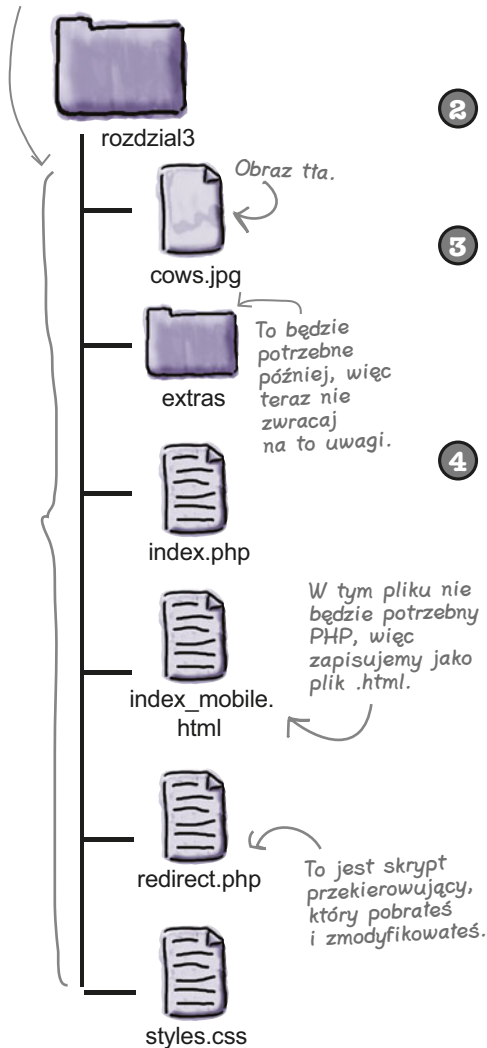 rozdzial3
2
Obraz tła.
cows.jpg
3
To będzie
potrzebne
później, więc
teraz nie
zwracaj
na to uwagi.
extras
4
index.php
W tym pliku nie
będzie potrzebny
PHP, więc
zapisujemy jako
plik .html.
index_mobile.
html
redirect.php
To jest skrypt
przekierowujący,
który pobrałeś
i zmodyfikowałeś.
styles.css